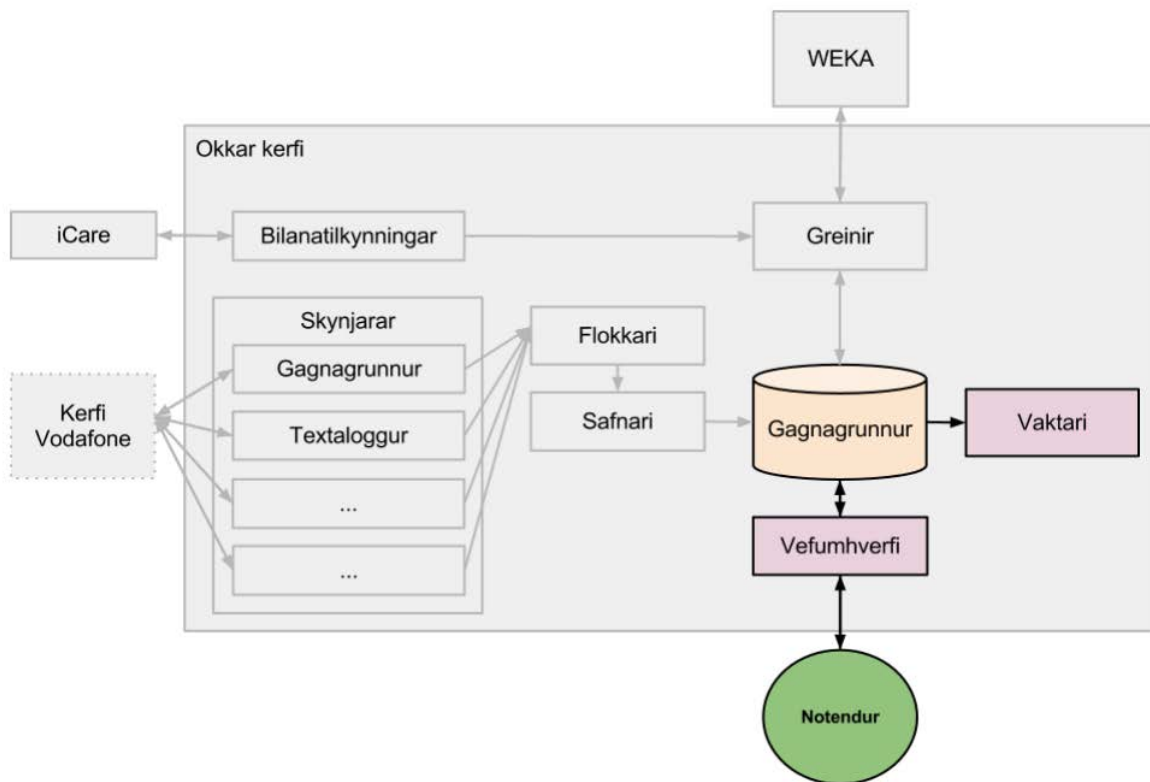 WEKA
Okkar kerfi
iCare
Bilanatilkynningar
Greinir
Skynjarar
Flokkari
Gagnagrunnur
Kerfi
Vodafone
Textaloggur
Safnari
Gagnagrunnur
Vaktari
...
Vefumhverfi
...
Notendur